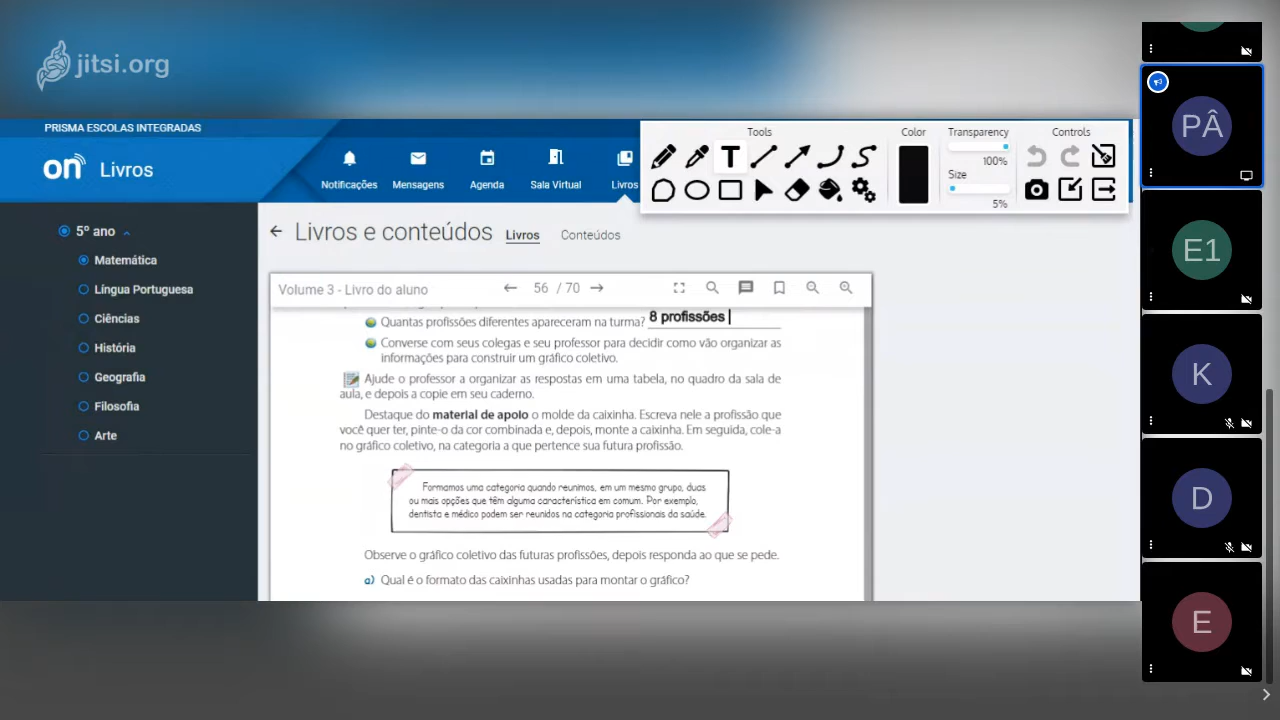 jitsi.org
PRISMA ESCOLAS INTEGRADAS
on Livros
Notificações Mensagens Agenda Sala Virtual Livros
Tools Color Transparency Controls
T
100%
Size
5%
5º ano
Matemática
Língua Portuguesa
Ciências
História
Geografia
Filosofia
Arte
Livros e conteúdos Livros Conteúdos
Volume 3 - Livro do aluno 56 / 70
Quantas profissões diferentes apareceram na turma? 8 profissões
Converse com seus colegas e seu professor para decidir como vão organizar as
informações para construir um gráfico coletivo.
Ajude o professor a organizar as respostas em uma tabela, no quadro da sala de
aula, e depois a copie em seu caderno.
Destaque do material de apoio o molde da caixinha. Escreva nele a profissão que
você quer ter, pinte-o da cor combinada e, depois, monte a caixinha. Em seguida, cole-a
no gráfico coletivo, na categoria a que pertence sua futura profissão.
Formamos uma categoria quando reunimos, em um mesmo grupo, duas
ou mais opções que têm alguma característica em comum. Por exemplo,
dentista e médico podem ser reunidos na categoria profissionais da saúde.
Observe o gráfico coletivo das futuras profissões, depois responda ao que se pede.
a) Qual é o formato das caixinhas usadas para montar o gráfico?
PÂ
E1
K
D
E